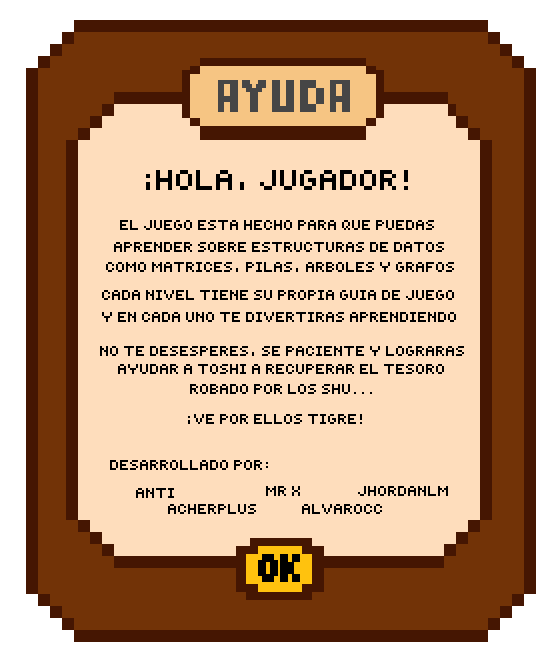 AYUDA
¡HOLA, JUGADOR!
EL JUEGO ESTA HECHO PARA QUE PUEDAS
APRENDER SOBRE ESTRUCTURAS DE DATOS
COMO MATRICES, PILAS, ARBOLES Y GRAFOS
CADA NIVEL TIENE SU PROPIA GUIA DE JUEGO
Y EN CADA UNO TE DIVERTIRAS APRENDIENDO
NO TE DESESPERES, SE PACIENTE Y LOGRARAS
AYUDAR A TOSHI A RECUPERAR EL TESORO
ROBADO POR LOS SHU...
¡VE POR ELLOS TIGRE!
DESARROLLADO POR:
ANTI MR X JHORDANLM
ACHERPLUS ALVAROCC
OK